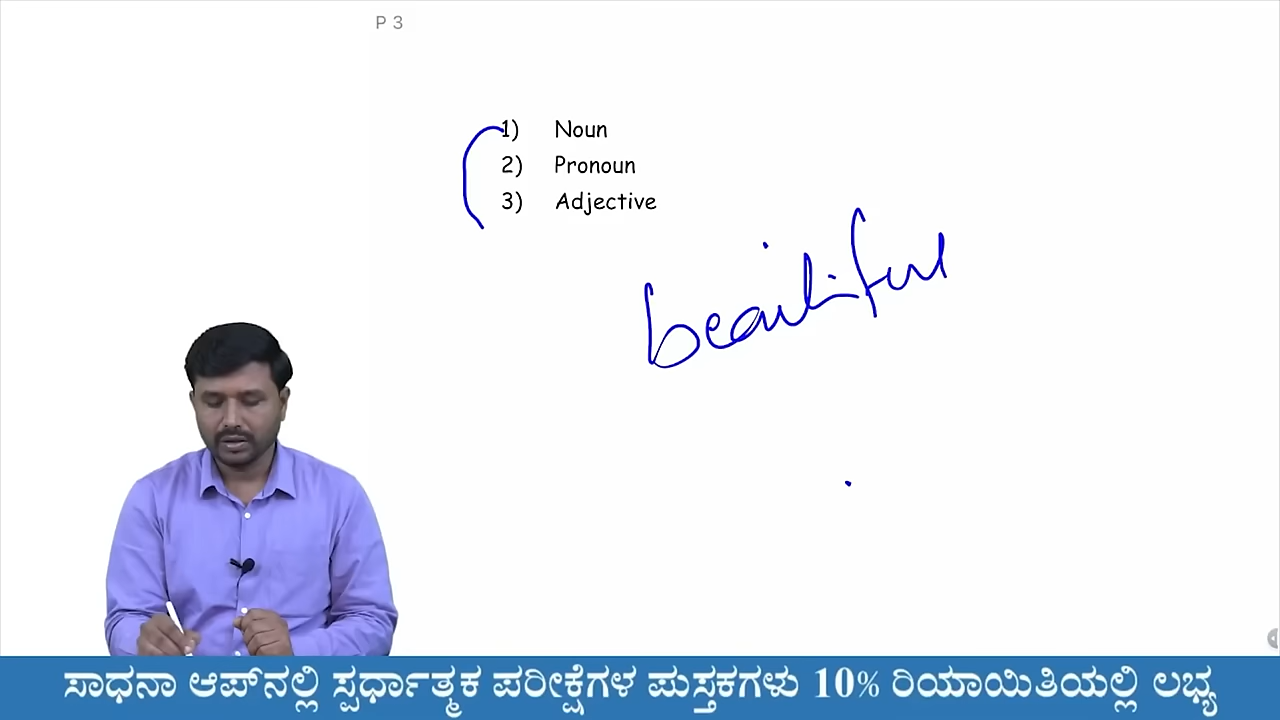 P 3
1) Noun
2) Pronoun
3) Adjective
beautiful
ಸಾಧನಾ ಆಪ್‌ನಲ್ಲಿ ಸ್ಪರ್ಧಾತ್ಮಕ ಪರೀಕ್ಷೆಗಳ ಪುಸ್ತಕಗಳು 10% ರಿಯಾಯಿತಿಯಲ್ಲಿ ಲಭ್ಯ